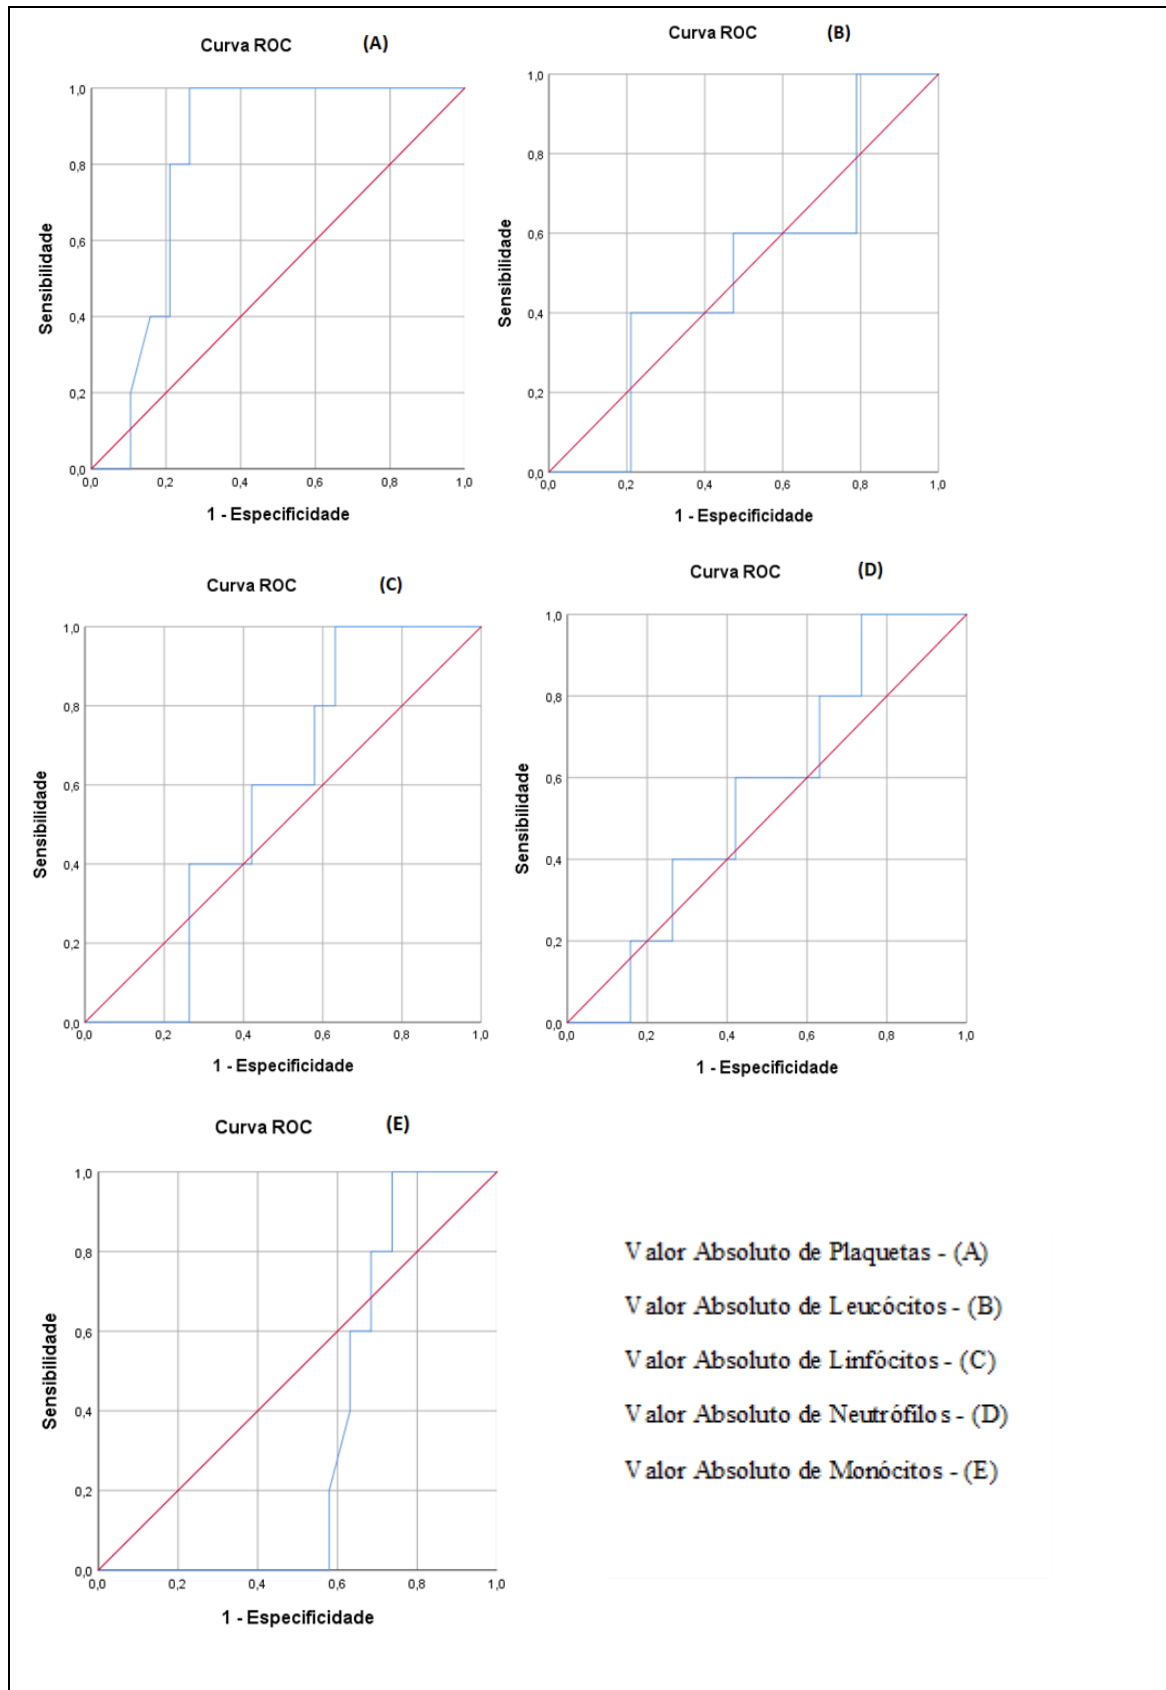 Curva ROC (A)
1,0
0,8
0,6
0,4
0,2
0,0
Sensibilidade
0,0 0,2 0,4 0,6 0,8 1,0
1 - Especificidade
Curva ROC (B)
1,0
0,8
0,6
0,4
0,2
0,0
Sensibilidade
0,0 0,2 0,4 0,6 0,8 1,0
1 - Especificidade
Curva ROC (C)
1,0
0,8
0,6
0,4
0,2
0,0
Sensibilidade
0,0 0,2 0,4 0,6 0,8 1,0
1 - Especificidade
Curva ROC (D)
1,0
0,8
0,6
0,4
0,2
0,0
Sensibilidade
0,0 0,2 0,4 0,6 0,8 1,0
1 - Especificidade
Curva ROC (E)
1,0
0,8
0,6
0,4
0,2
0,0
Sensibilidade
0,0 0,2 0,4 0,6 0,8 1,0
1 - Especificidade
Valor Absoluto de Plaquetas - (A)
Valor Absoluto de Leucócitos - (B)
Valor Absoluto de Linfócitos - (C)
Valor Absoluto de Neutrófilos - (D)
Valor Absoluto de Monócitos - (E)